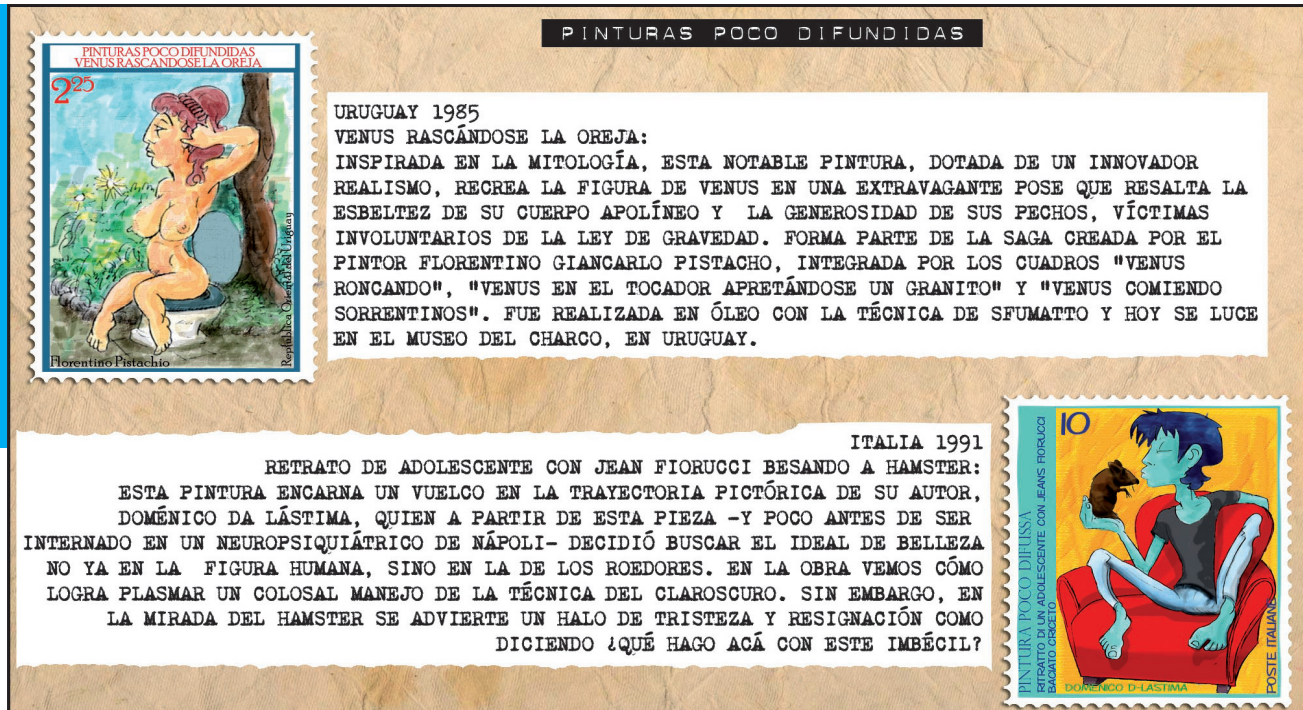 PINTURAS POCO DIFUNDIDAS
PINTURAS POCO DIFUNDIDAS
VENUS RASCANDOSE LA OREJA
2²⁵
Florentino Pistachio
República Oriental del Uruguay
URUGUAY 1985
VENUS RASCÁNDOSE LA OREJA:
INSPIRADA EN LA MITOLOGÍA, ESTA NOTABLE PINTURA, DOTADA DE UN INNOVADOR
REALISMO, RECREA LA FIGURA DE VENUS EN UNA EXTRAVAGANTE POSE QUE RESALTA LA
ESBELTEZ DE SU CUERPO APOLÍNEO Y LA GENEROSIDAD DE SUS PECHOS, VÍCTIMAS
INVOLUNTARIOS DE LA LEY DE GRAVEDAD. FORMA PARTE DE LA SAGA CREADA POR EL
PINTOR FLORENTINO GIANCARLO PISTACHO, INTEGRADA POR LOS CUADROS "VENUS
RONCANDO", "VENUS EN EL TOCADOR APRETÁNDOSE UN GRANITO" Y "VENUS COMIENDO
SORRENTINOS". FUE REALIZADA EN ÓLEO CON LA TÉCNICA DE SFUMATTO Y HOY SE LUCE
EN EL MUSEO DEL CHARCO, EN URUGUAY.
ITALIA 1991
RETRATO DE ADOLESCENTE CON JEAN FIORUCCI BESANDO A HAMSTER:
ESTA PINTURA ENCARNA UN VUELCO EN LA TRAYECTORIA PICTÓRICA DE SU AUTOR,
DOMÉNICO DA LÁSTIMA, QUIEN A PARTIR DE ESTA PIEZA -Y POCO ANTES DE SER
INTERNADO EN UN NEUROPSIQUIÁTRICO DE NÁPOLI- DECIDIÓ BUSCAR EL IDEAL DE BELLEZA
NO YA EN LA FIGURA HUMANA, SINO EN LA DE LOS ROEDORES. EN LA OBRA VEMOS CÓMO
LOGRA PLASMAR UN COLOSAL MANEJO DE LA TÉCNICA DEL CLAROSCURO. SIN EMBARGO, EN
LA MIRADA DEL HAMSTER SE ADVIERTE UN HALO DE TRISTEZA Y RESIGNACIÓN COMO
DICIENDO ¿QUÉ HAGO ACÁ CON ESTE IMBÉCIL?
10
PINTURA POCO DIFUSSA
RITRATTO DI UN ADOLESCENTE CON JEANS FIORUCCI
BACIATO CRICETO
DOMENICO D-LASTIMA
POSTE ITALIANE